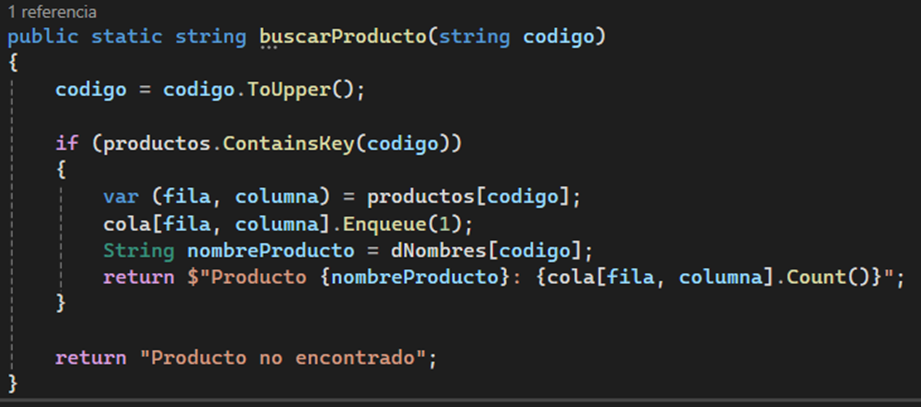 1 referencia
public static string buscarProducto(string codigo)
{
    codigo = codigo.ToUpper();
    if (productos.ContainsKey(codigo))
    {
        var (fila, columna) = productos[codigo];
        cola[fila, columna].Enqueue(1);
        String nombreProducto = dNombres[codigo];
        return $"Producto {nombreProducto}: {cola[fila, columna].Count()}";
    }
    return "Producto no encontrado";
}